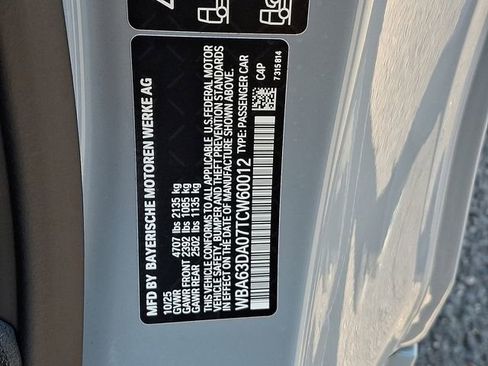 MFD BY BAYERISCHE MOTOREN WERKE AG
10/25
GVWR 4707 lbs 2135 kg
GAWR FRONT 2392 lbs 1085 kg
GAWR REAR 2502 lbs 1135 kg
THIS VEHICLE CONFORMS TO ALL APPLICABLE U.S. FEDERAL MOTOR
VEHICLE SAFETY, BUMPER AND THEFT PREVENTION STANDARDS
IN EFFECT ON THE DATE OF MANUFACTURE SHOWN ABOVE.
WBA63DA07TCW60012 TYPE: PASSENGER CAR
C4P
7315814